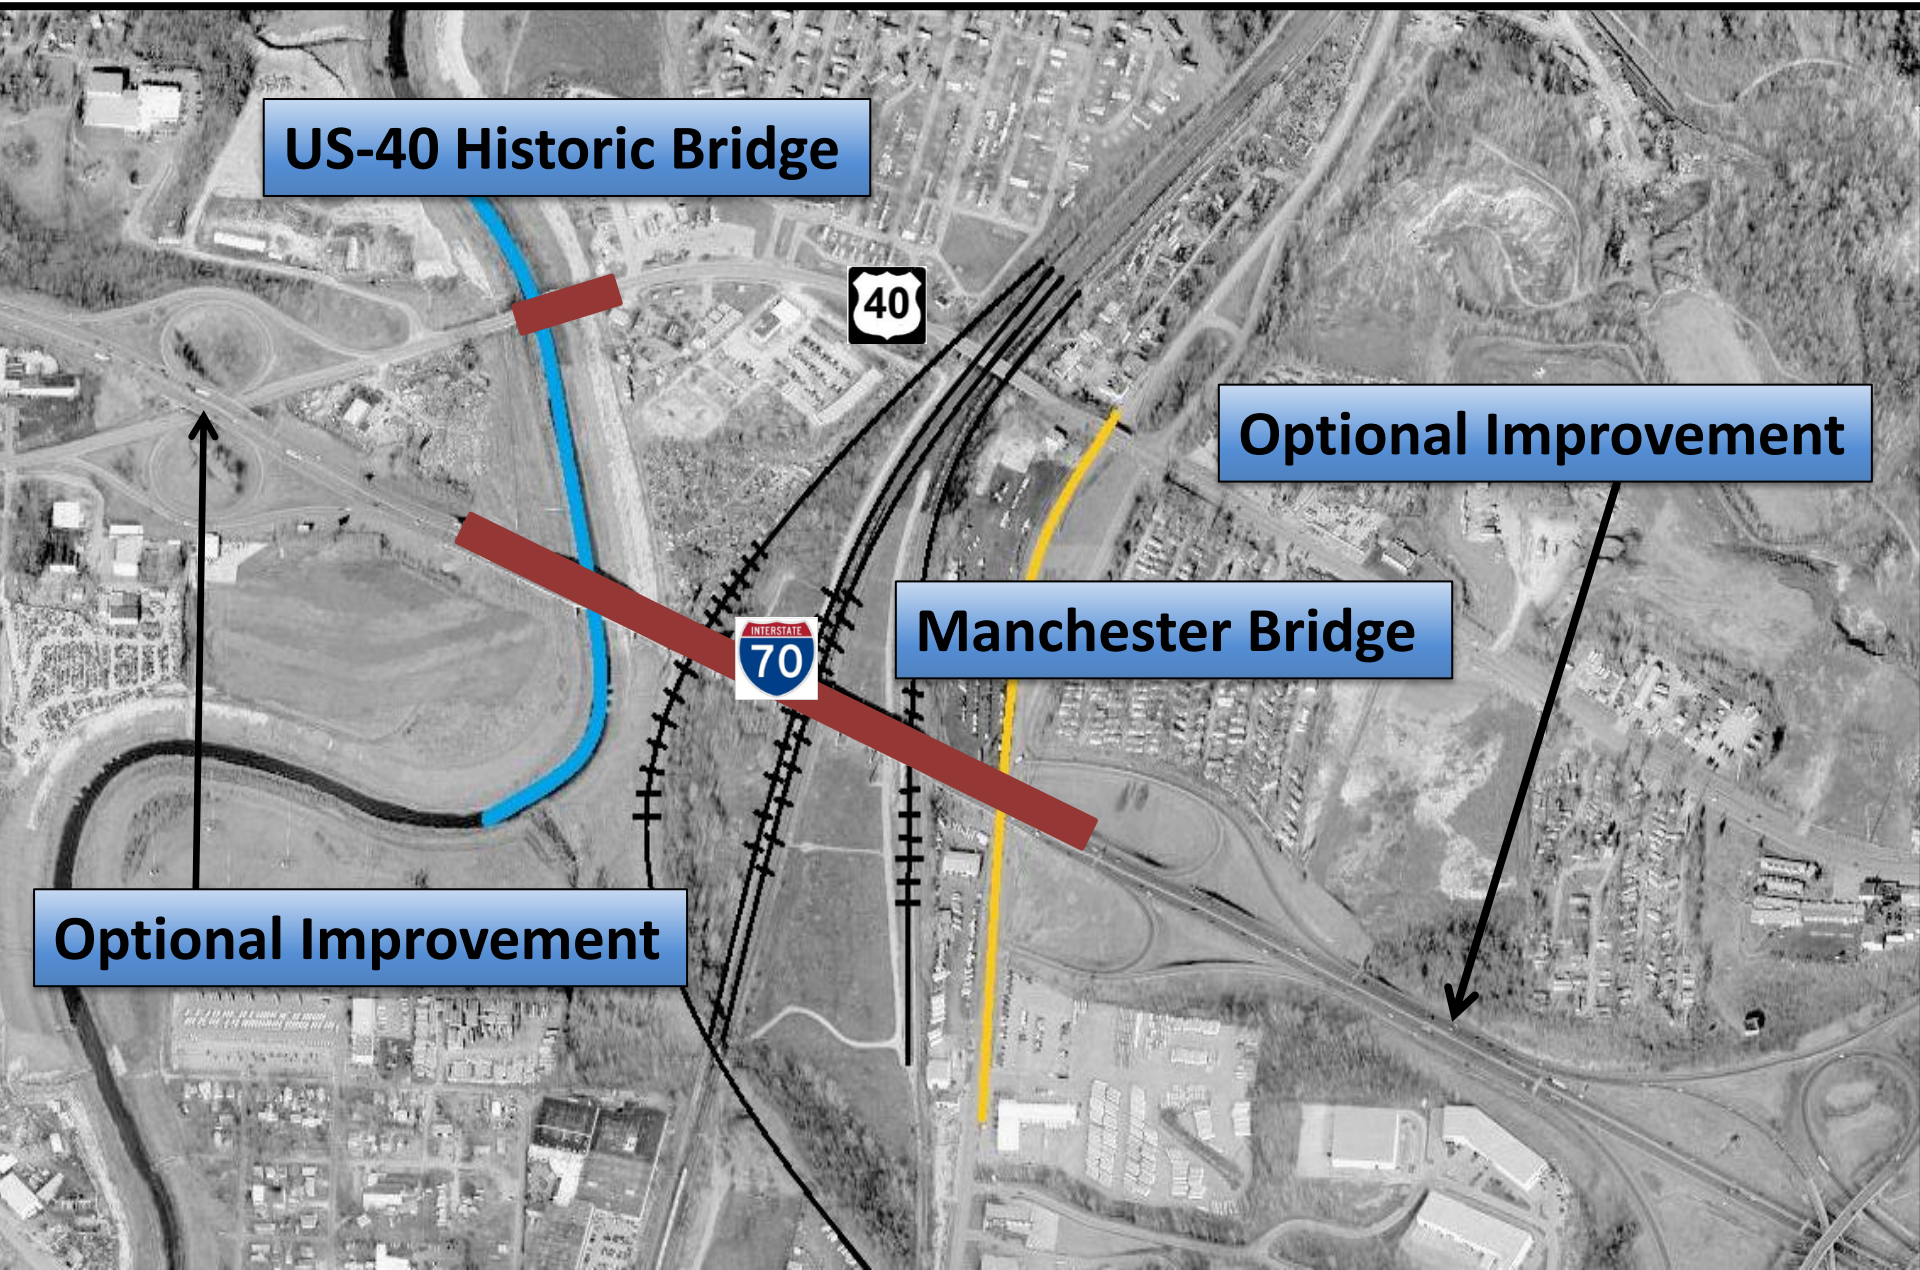 US-40 Historic Bridge
40
Optional Improvement
Manchester Bridge
INTERSTATE
70
Optional Improvement